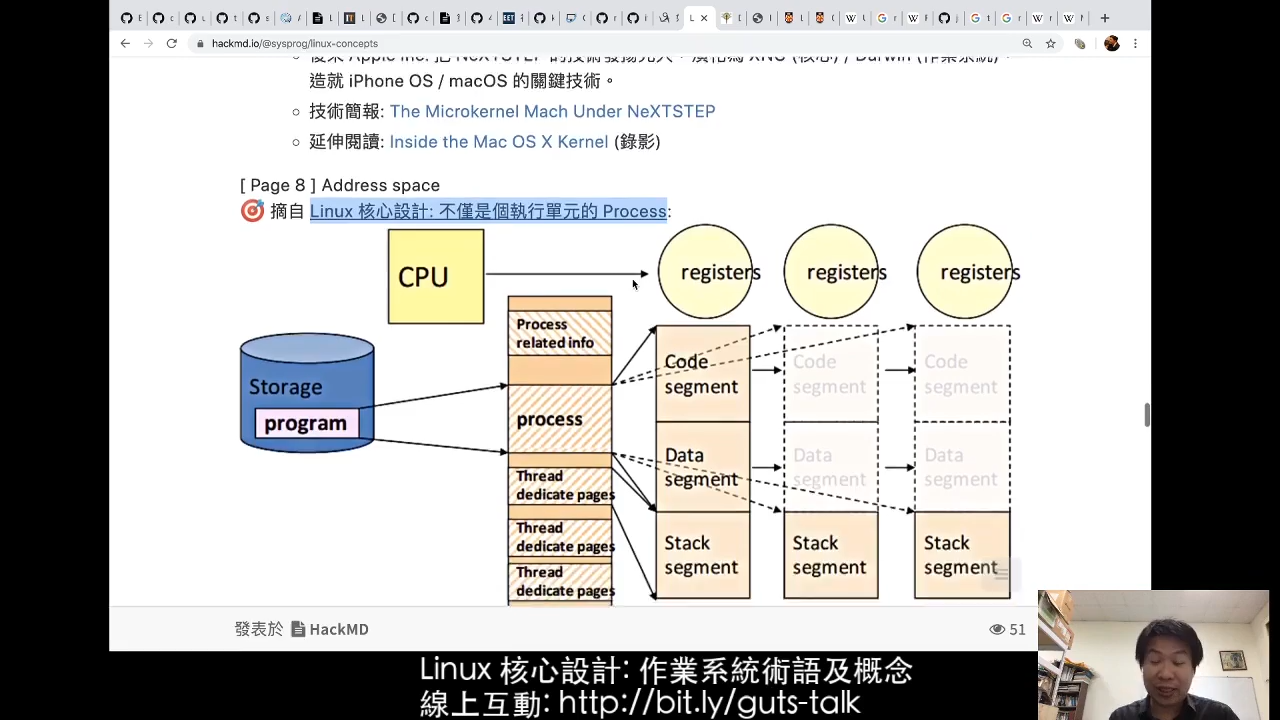 hackmd.io/@sysprog/linux-concepts
造就 iPhone OS / macOS 的關鍵技術。
技術簡報: The Microkernel Mach Under NeXTSTEP
延伸閱讀: Inside the Mac OS X Kernel (錄影)
[ Page 8 ] Address space
摘自 Linux 核心設計: 不僅是個執行單元的 Process:
CPU
registers
registers
registers
Process
related info
Storage
program
process
Thread
dedicate pages
Thread
dedicate pages
Thread
dedicate pages
Code
segment
Code
segment
Code
segment
Data
segment
Data
segment
Data
segment
Stack
segment
Stack
segment
Stack
segment
發表於 HackMD
51
Linux 核心設計: 作業系統術語及概念
線上互動: http://bit.ly/guts-talk